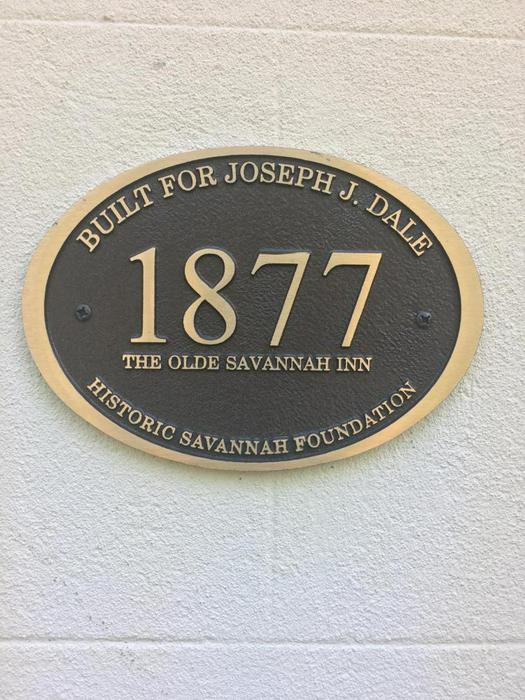 BUILT FOR JOSEPH J. DALE
1877
THE OLDE SAVANNAH INN
HISTORIC SAVANNAH FOUNDATION